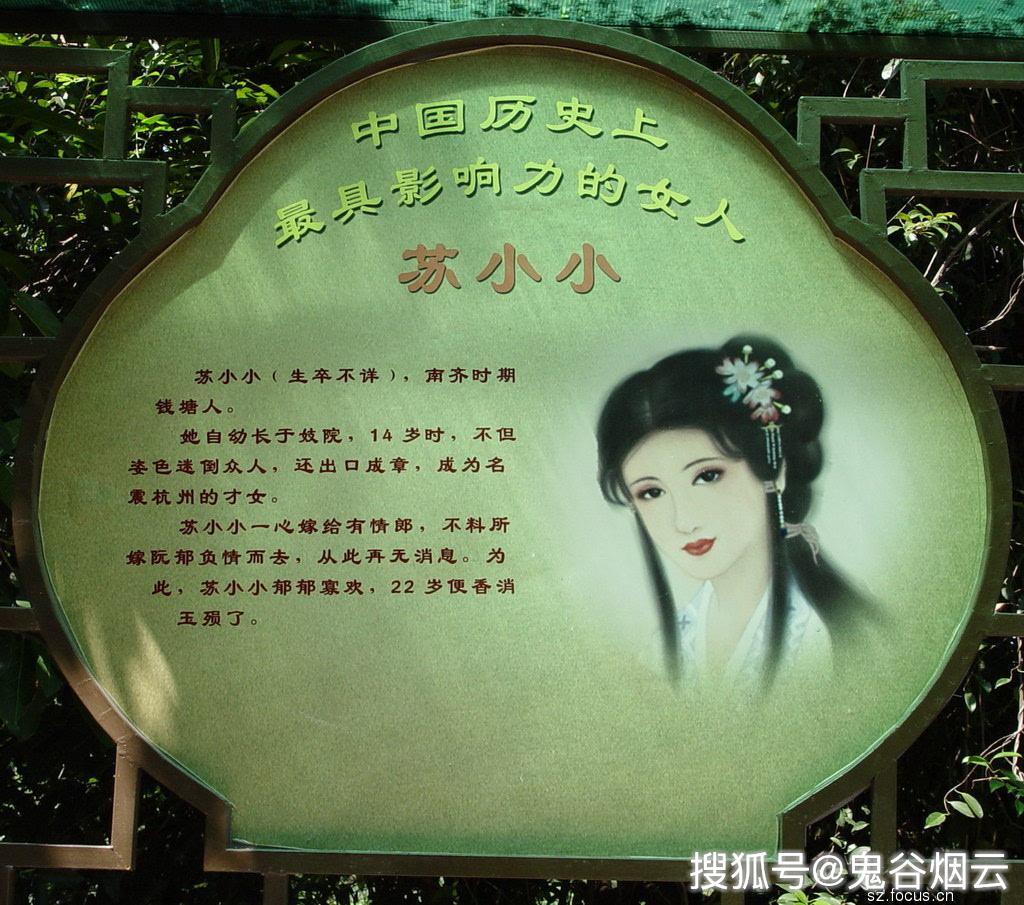 中国历史上
最具影响力的女人
苏小小
苏小小（生卒不详），南齐时期
钱塘人。
她自幼长于妓院，14岁时，不但
姿色迷倒众人，还出口成章，成为名
震杭州的才女。
苏小小一心嫁给有情郎，不料所
嫁阮郁负情而去，从此再无消息。为
此，苏小小郁郁寡欢，22岁便香消
玉殒了。
搜狐号@鬼谷烟云
sz.focus.cn